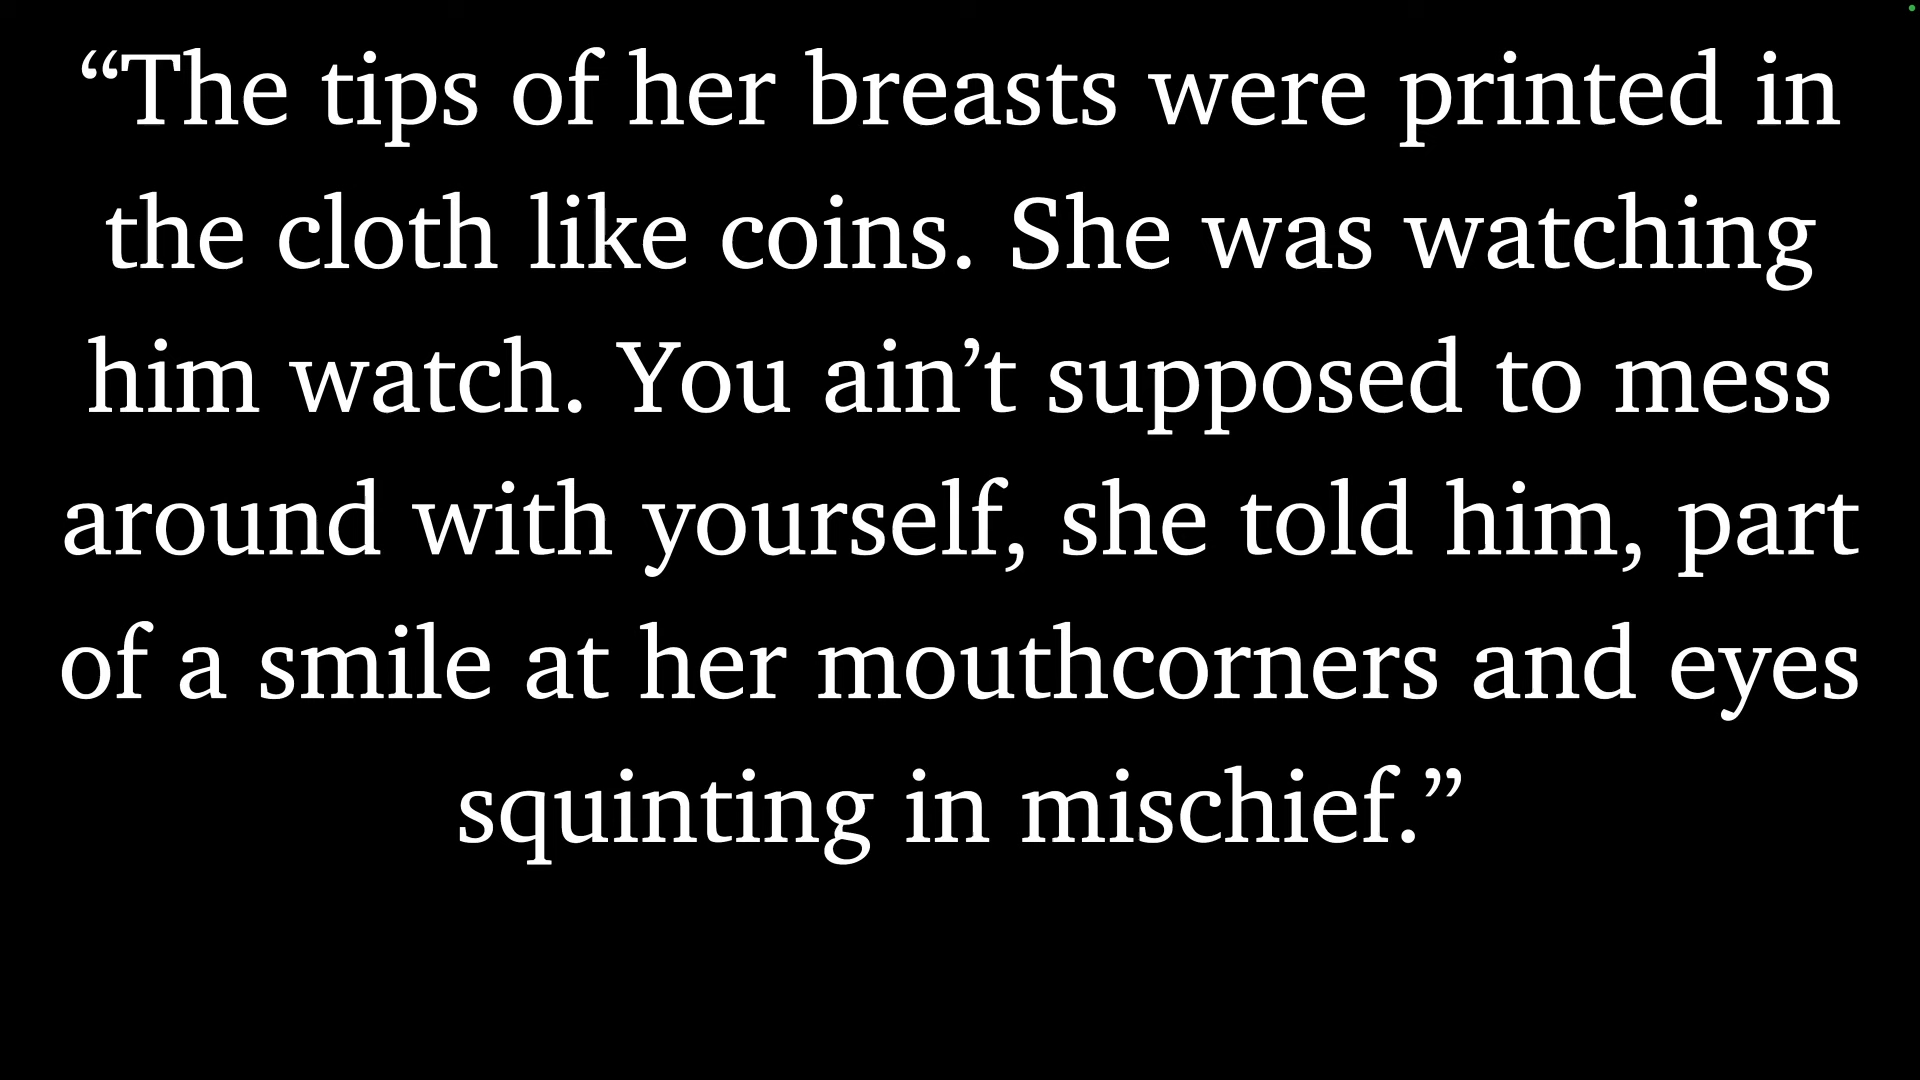 “The tips of her breasts were printed in
the cloth like coins. She was watching
him watch. You ain’t supposed to mess
around with yourself, she told him, part
of a smile at her mouthcorners and eyes
squinting in mischief.”